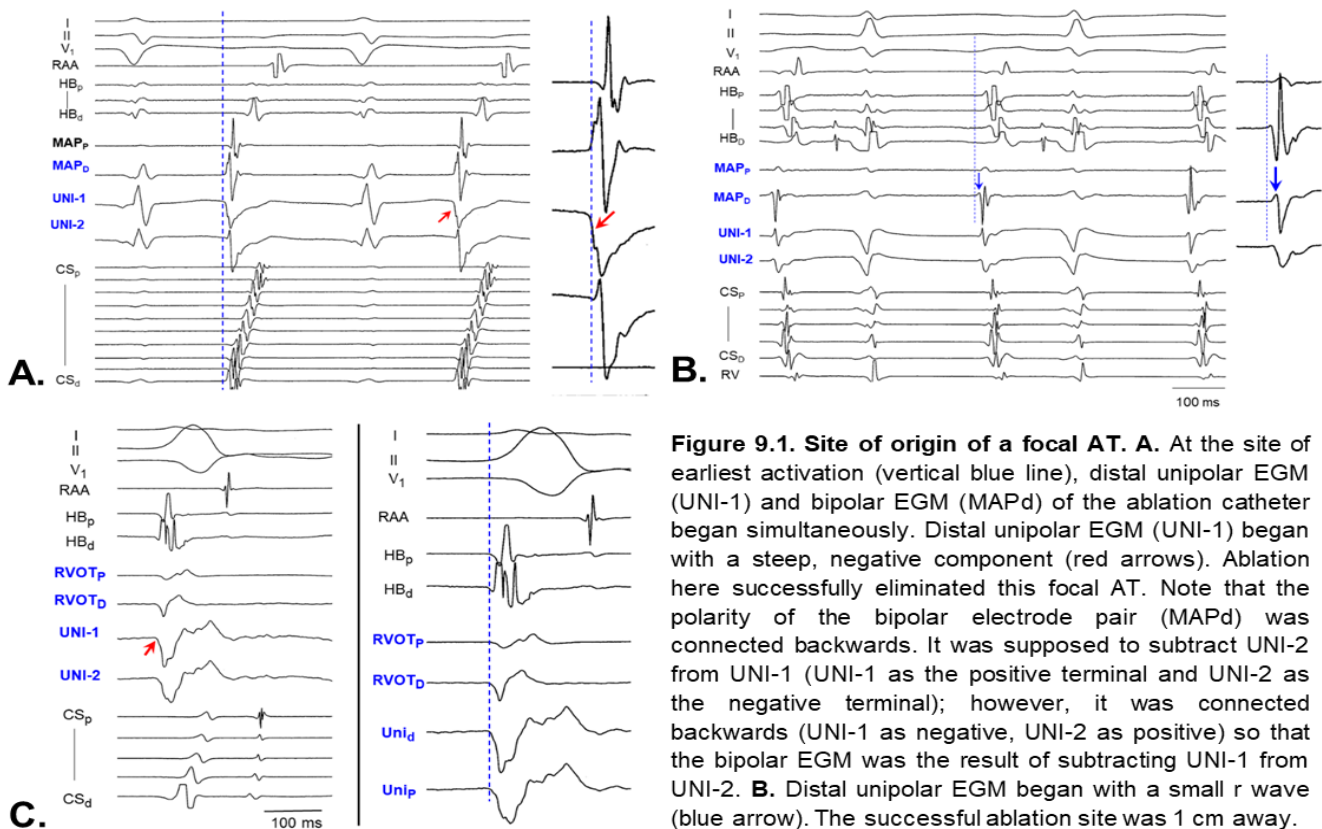 I
II
V1
RAA
HBp
HBd
MAPP
MAPD
UNI-1
UNI-2
CSp
CSd
A.
I
II
V1
RAA
HBP
HBD
MAPP
MAPD
UNI-1
UNI-2
CSP
CSD
RV
B.
100 ms
I
II
V1
RAA
HBp
HBd
RVOTP
RVOTD
UNI-1
UNI-2
CSp
CSd
C.
100 ms
I
II
V1
RAA
HBp
HBd
RVOTP
RVOTD
Unid
UniP
Figure 9.1. Site of origin of a focal AT. A. At the site of
earliest activation (vertical blue line), distal unipolar EGM
(UNI-1) and bipolar EGM (MAPd) of the ablation catheter
began simultaneously. Distal unipolar EGM (UNI-1) began
with a steep, negative component (red arrows). Ablation
here successfully eliminated this focal AT. Note that the
polarity of the bipolar electrode pair (MAPd) was
connected backwards. It was supposed to subtract UNI-2
from UNI-1 (UNI-1 as the positive terminal and UNI-2 as
the negative terminal); however, it was connected
backwards (UNI-1 as negative, UNI-2 as positive) so that
the bipolar EGM was the result of subtracting UNI-1 from
UNI-2. B. Distal unipolar EGM began with a small r wave
(blue arrow). The successful ablation site was 1 cm away.